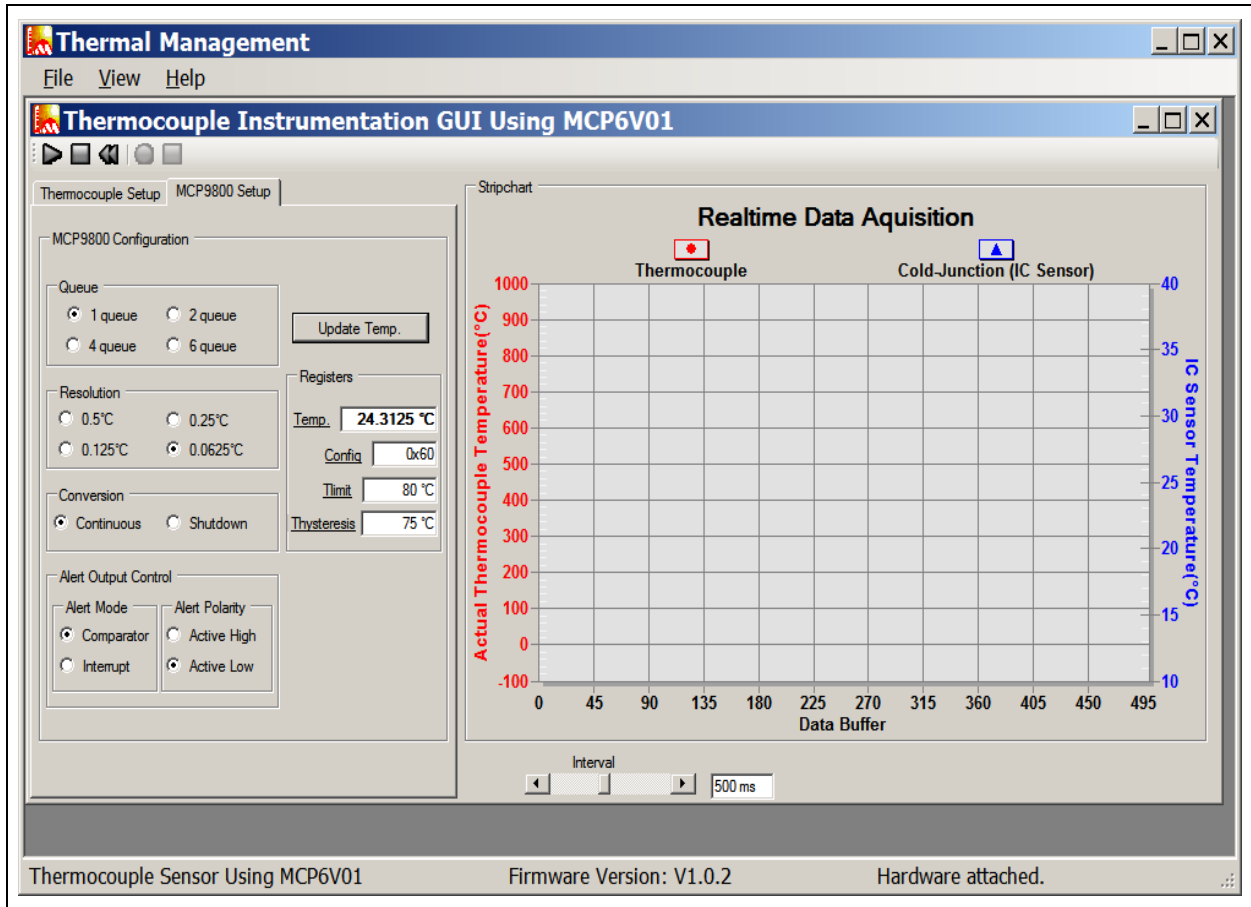 Thermal Management
File View Help
Thermocouple Instrumentation GUI Using MCP6V01
Thermocouple Setup MCP9800 Setup
MCP9800 Configuration
Queue
1 queue 2 queue
4 queue 6 queue
Update Temp.
Resolution
0.5°C 0.25°C
0.125°C 0.0625°C
Registers
Temp. 24.3125 °C
Config 0x60
Tlimit 80 °C
Thysteresis 75 °C
Conversion
Continuous Shutdown
Alert Output Control
Alert Mode Alert Polarity
Comparator Active High
Interrupt Active Low
Stripchart
Realtime Data Aquisition
Thermocouple Cold-Junction (IC Sensor)
Actual Thermocouple Temperature(°C)
1000
900
800
700
600
500
400
300
200
100
0
-100
40
35
30
25
20
15
10
IC Sensor Temperature(°C)
0 45 90 135 180 225 270 315 360 405 450 495
Data Buffer
Interval
500 ms
Thermocouple Sensor Using MCP6V01 Firmware Version: V1.0.2 Hardware attached.